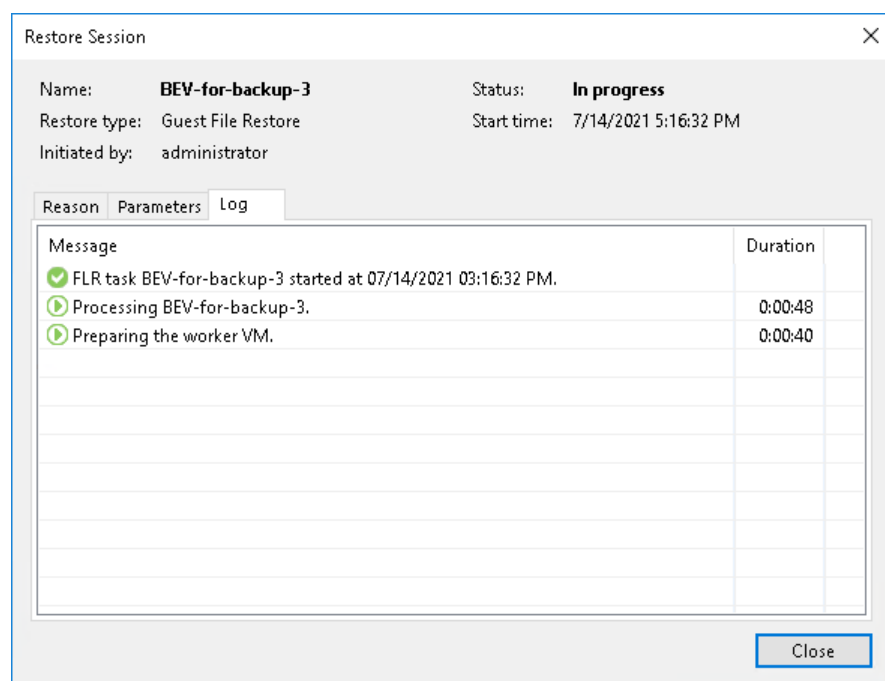 Restore Session
Name: BEV-for-backup-3 Status: In progress
Restore type: Guest File Restore Start time: 7/14/2021 5:16:32 PM
Initiated by: administrator
Reason Parameters Log
Message Duration
FLR task BEV-for-backup-3 started at 07/14/2021 03:16:32 PM.
Processing BEV-for-backup-3. 0:00:48
Preparing the worker VM. 0:00:40
Close